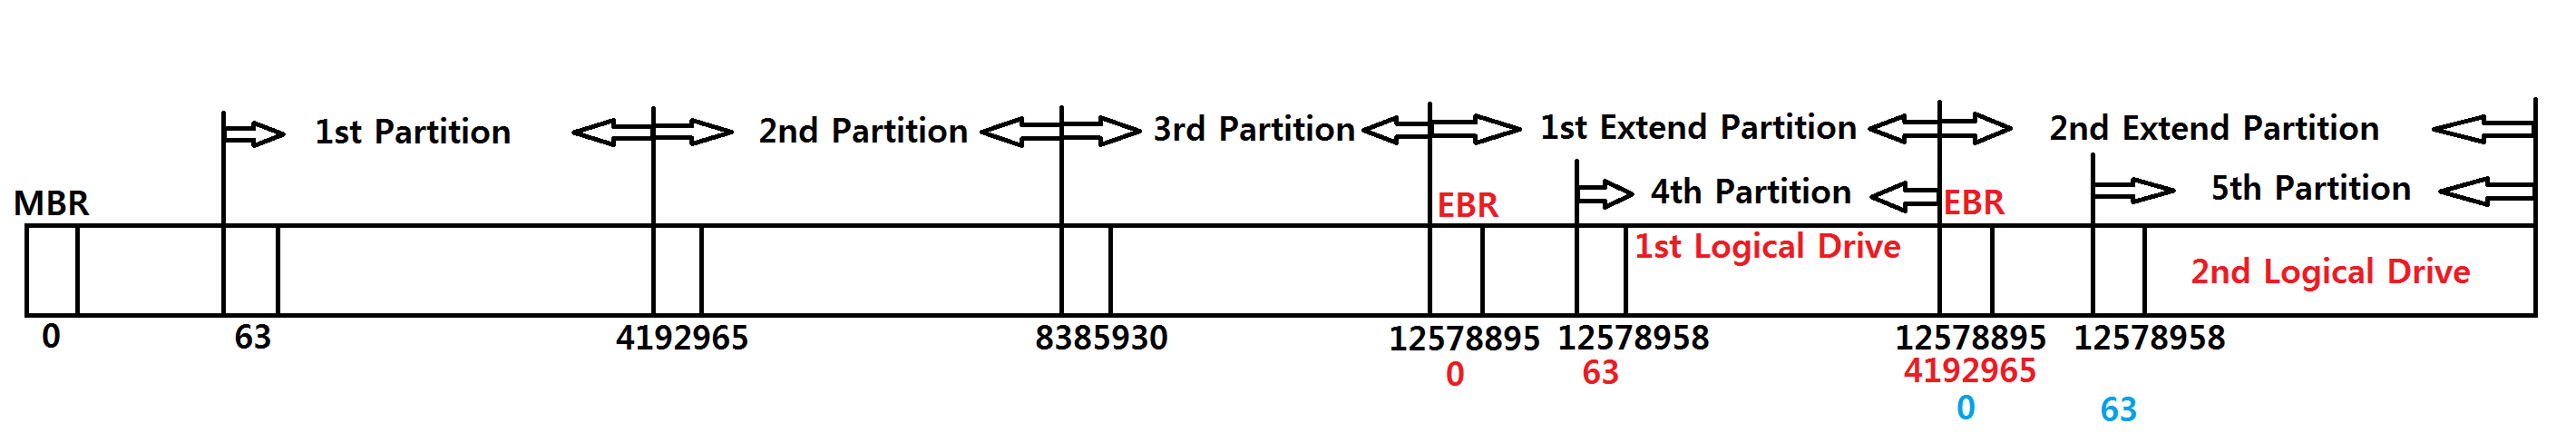 1st Partition
2nd Partition
3rd Partition
1st Extend Partition
2nd Extend Partition
MBR
EBR
4th Partition
EBR
5th Partition
1st Logical Drive
2nd Logical Drive
0
63
4192965
8385930
12578895
12578958
12578895
12578958
0
63
4192965
0
63